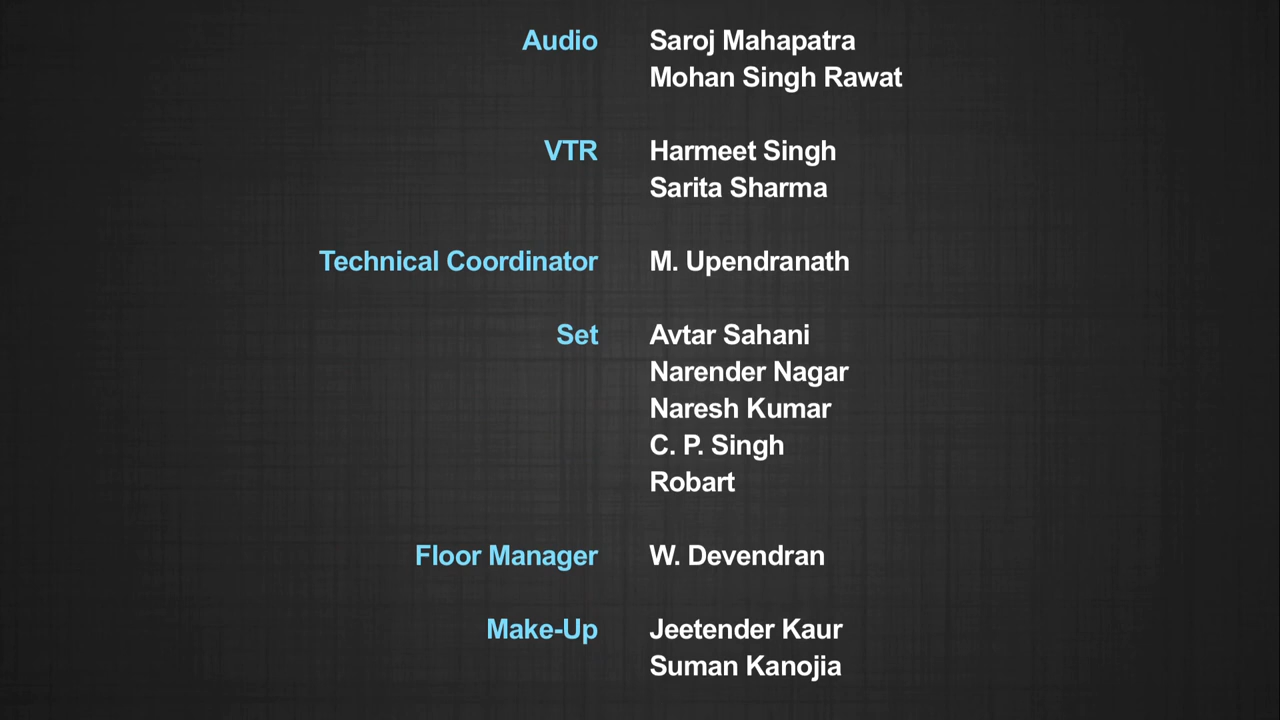 Audio Saroj Mahapatra
Mohan Singh Rawat
VTR Harmeet Singh
Sarita Sharma
Technical Coordinator M. Upendranath
Set Avtar Sahani
Narender Nagar
Naresh Kumar
C. P. Singh
Robart
Floor Manager W. Devendran
Make-Up Jeetender Kaur
Suman Kanojia